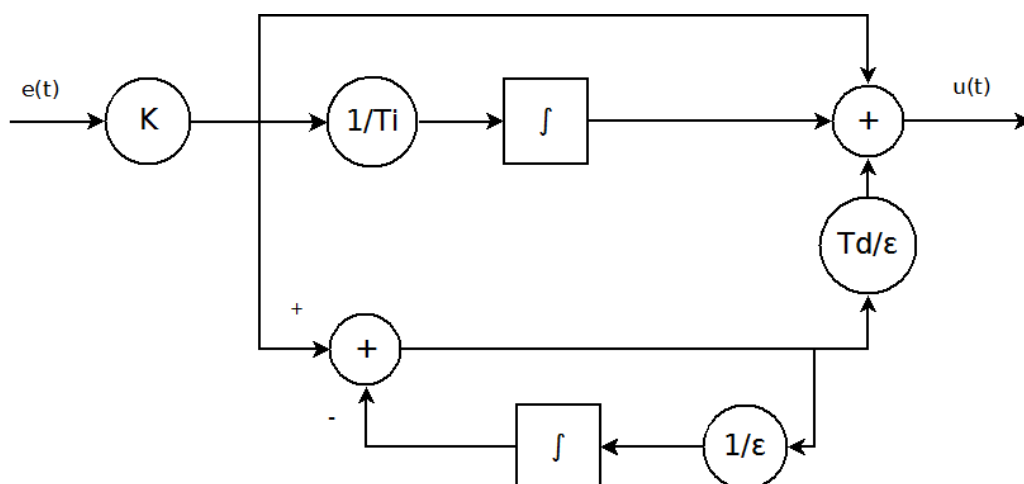 e(t)
K
1/Ti
∫
+
u(t)
Td/ε
+
+
-
∫
1/ε